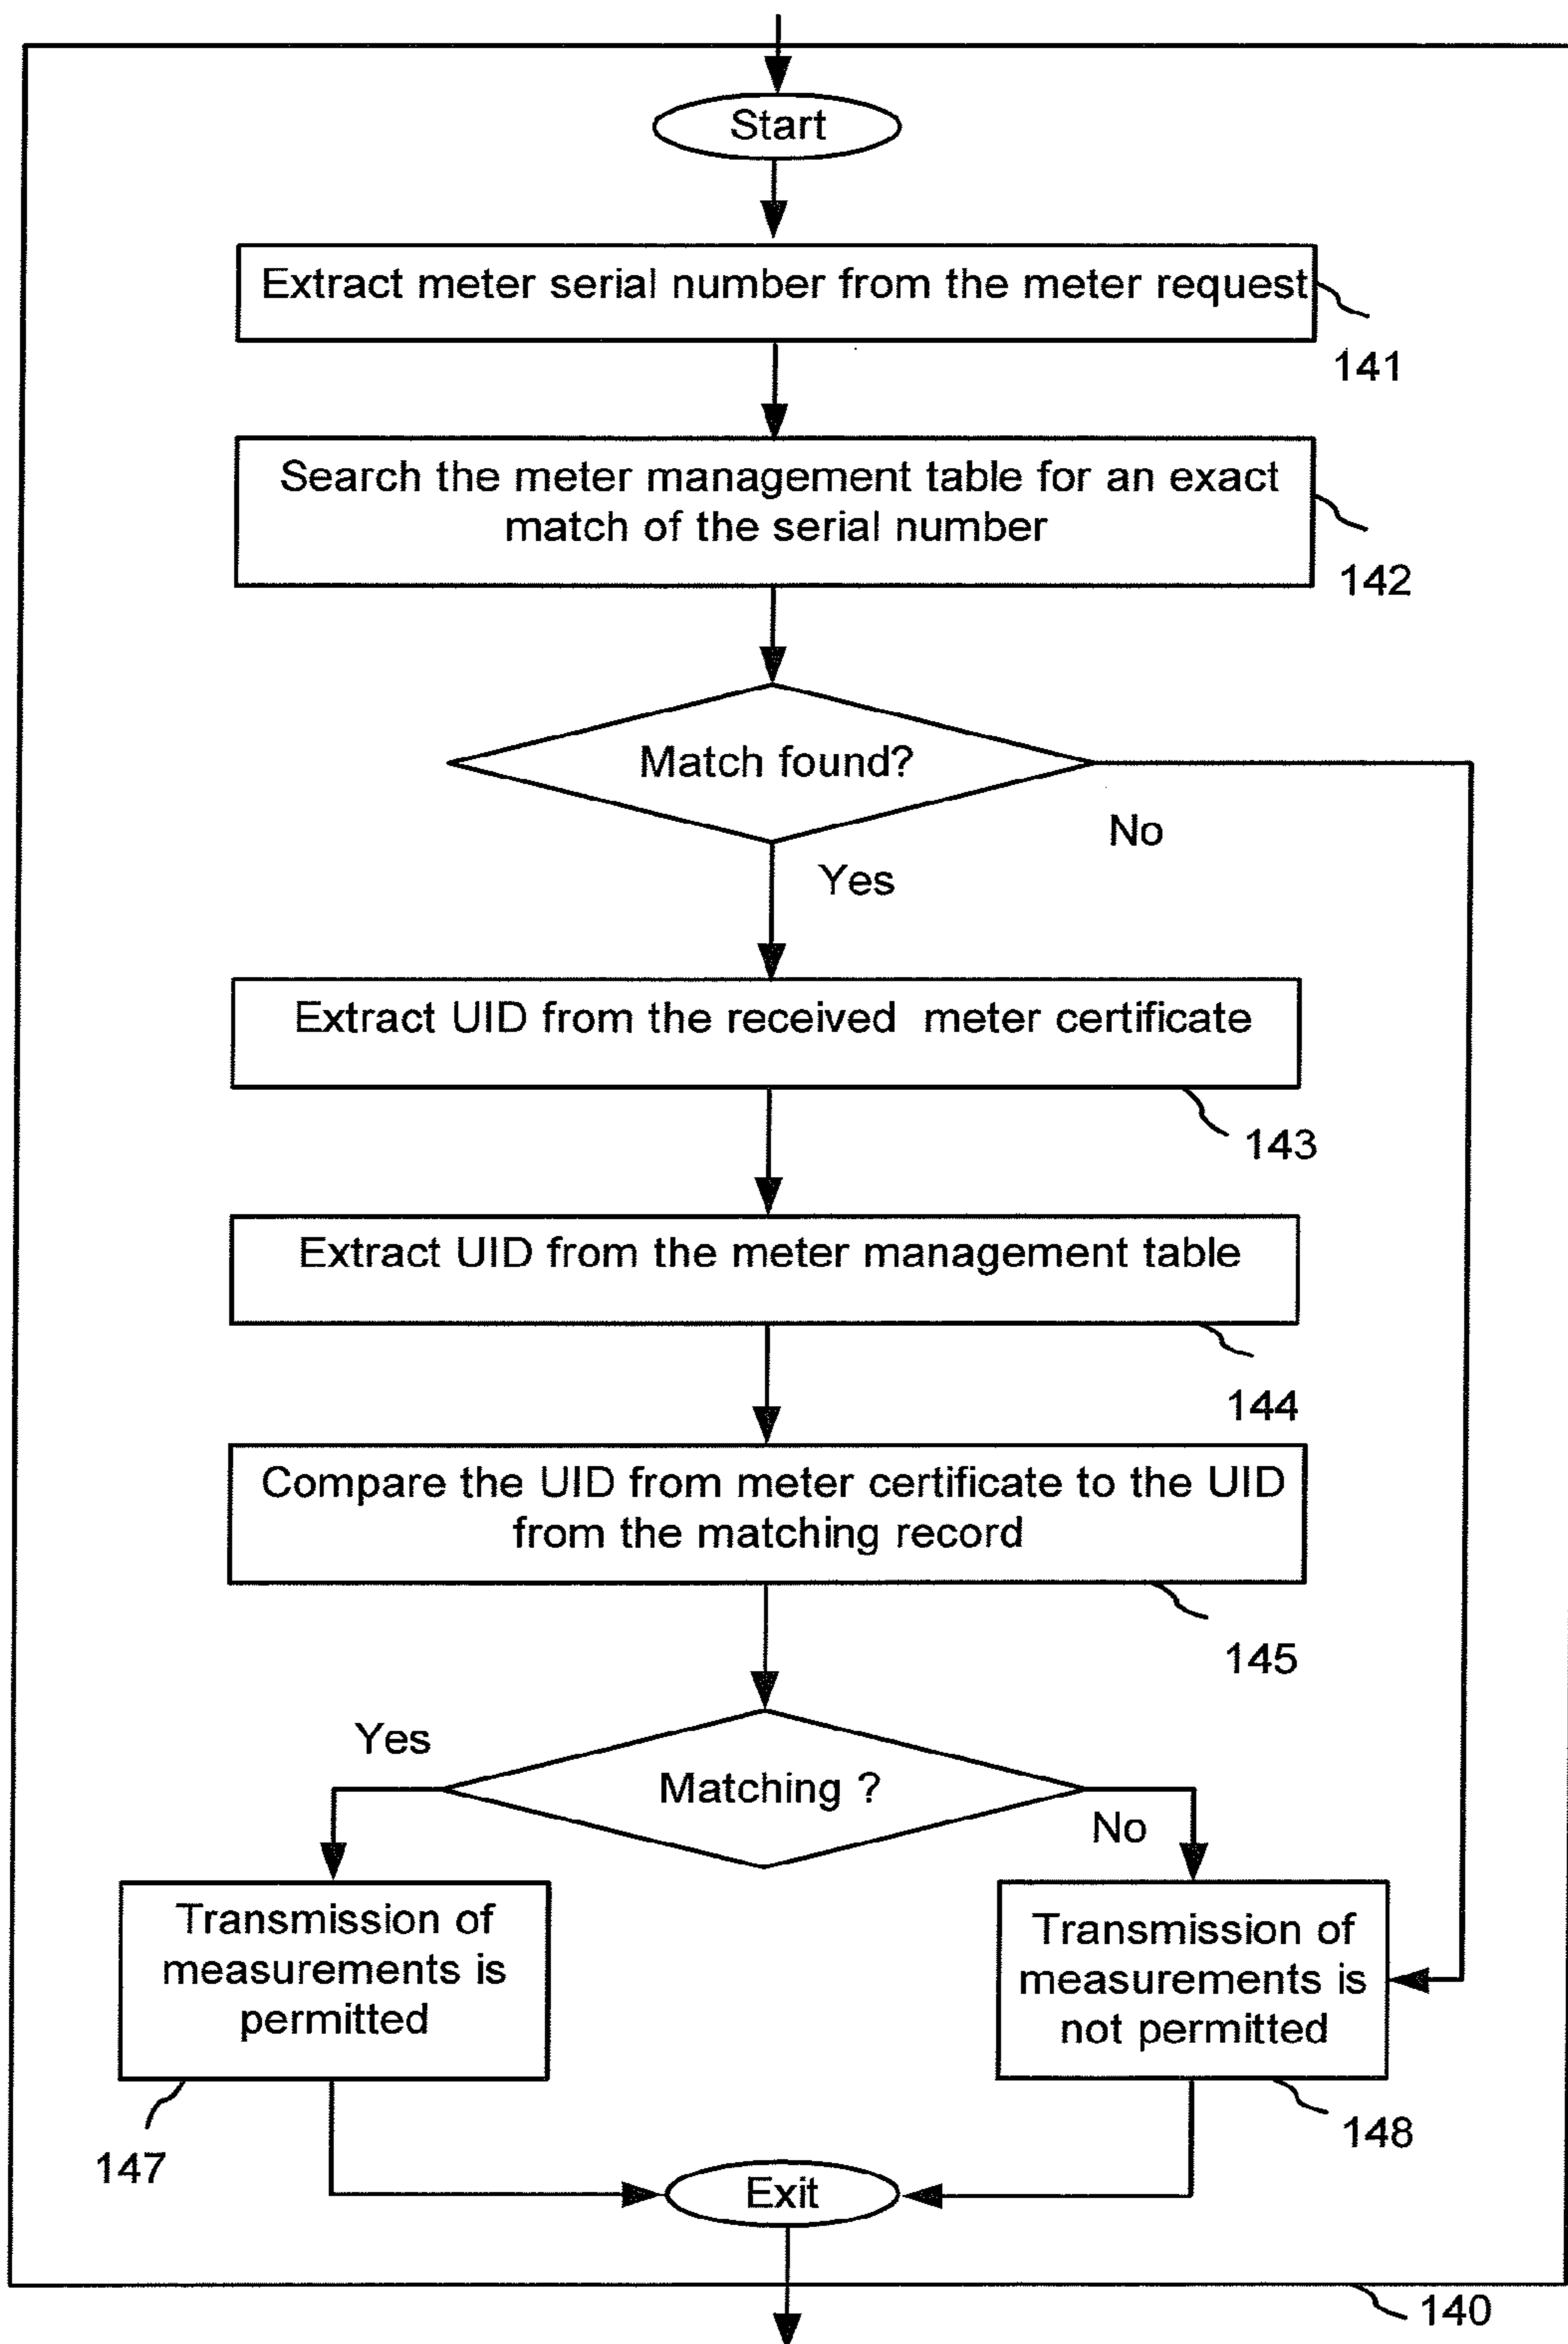 Start
Extract meter serial number from the meter request
141
Search the meter management table for an exact
match of the serial number
142
Match found?
No
Yes
Extract UID from the received meter certificate
143
Extract UID from the meter management table
144
Compare the UID from meter certificate to the UID
from the matching record
145
Yes
Matching ?
No
Transmission of
measurements is
permitted
147
Transmission of
measurements is
not permitted
148
Exit
140